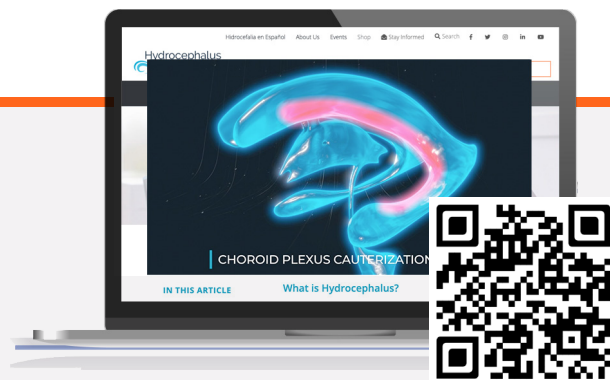 Hidrocefalia en Español About Us Events Shop Stay Informed Search
Hydrocephalus
CHOROID PLEXUS CAUTERIZATION
IN THIS ARTICLE What is Hydrocephalus?